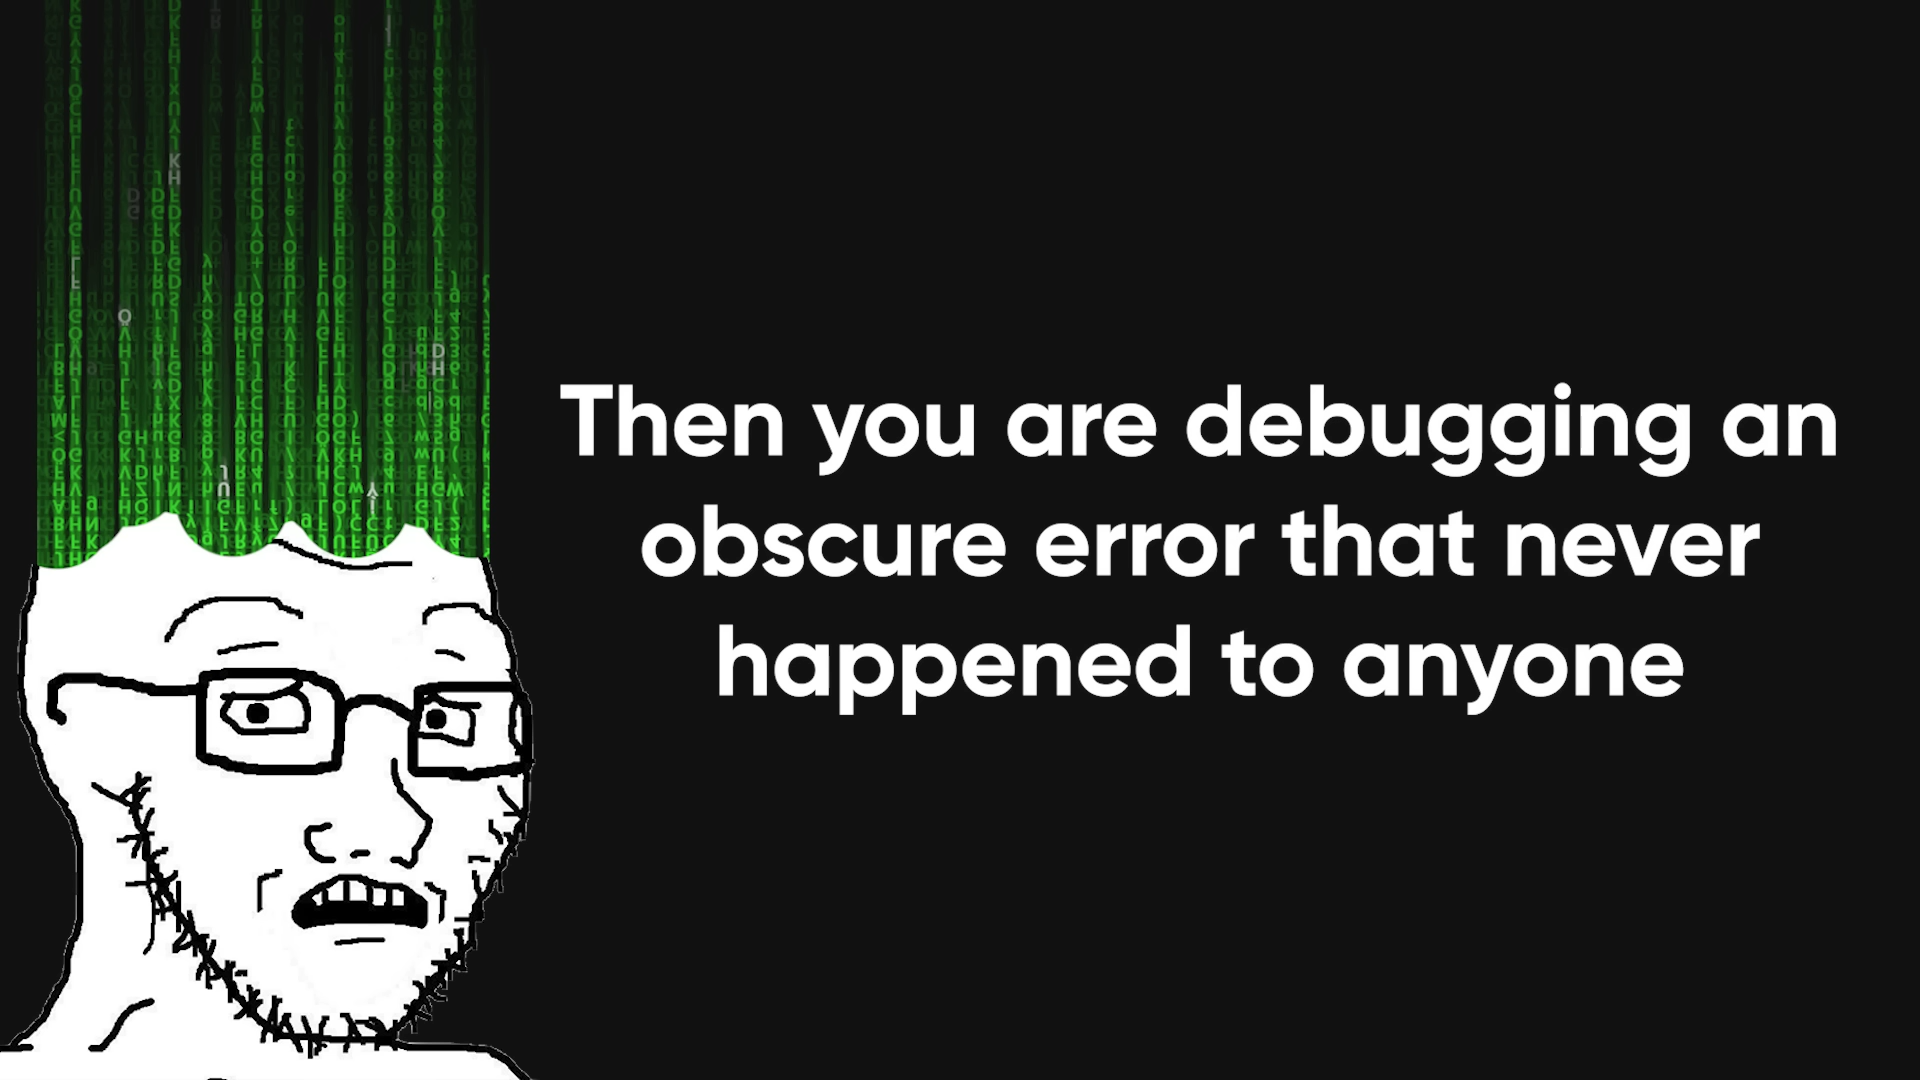 Then you are debugging an
obscure error that never
happened to anyone